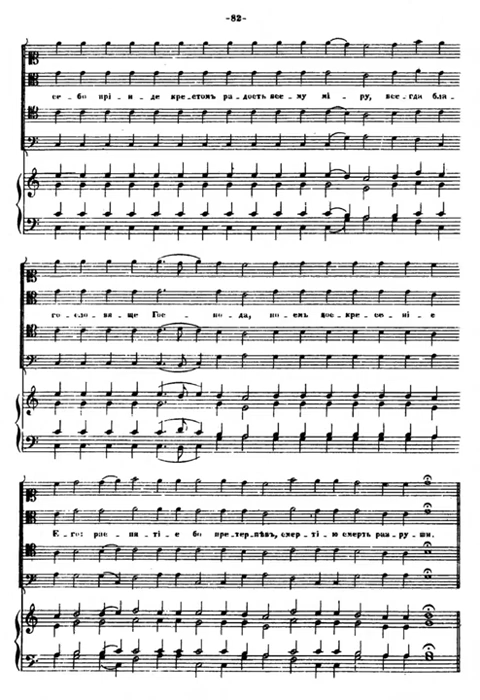 -82-
се - бо прі - и - де кре - стомъ ра - дость все - му мі - ру, все - гда бла -
го - сло - вя - ще Гос - по - да, по - емъ вос - кре - се - ні - е
Е - го: рас - пя - ті - е бо пре - тер - пѣвъ, смер - ті - ю смерть раз - ру - ши.